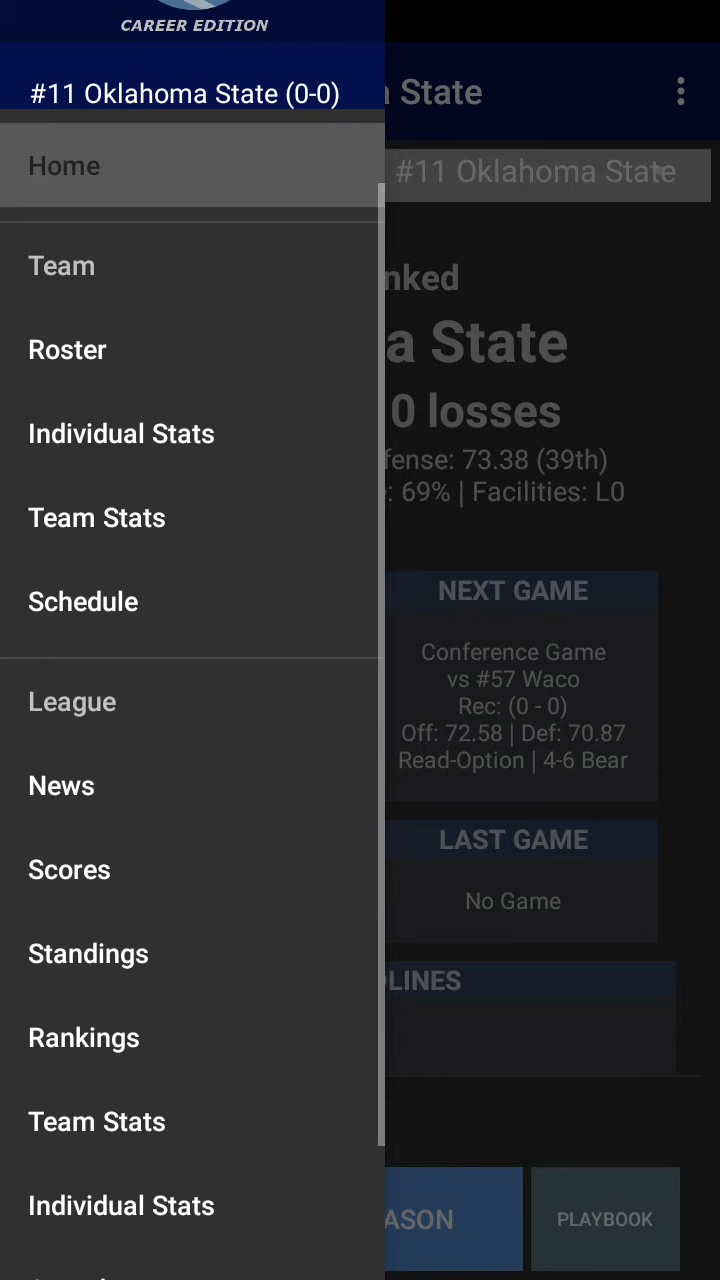 CAREER EDITION
#11 Oklahoma State (0-0)
State
Home
#11 Oklahoma State
Team
nked
Roster
a State
0 losses
Individual Stats
fense: 73.38 (39th)
: 69% | Facilities: L0
Team Stats
Schedule
NEXT GAME
Conference Game
vs #57 Waco
Rec: (0 - 0)
Off: 72.58 | Def: 70.87
Read-Option | 4-6 Bear
League
News
Scores
LAST GAME
No Game
Standings
LINES
Rankings
Team Stats
Individual Stats
ASON
PLAYBOOK